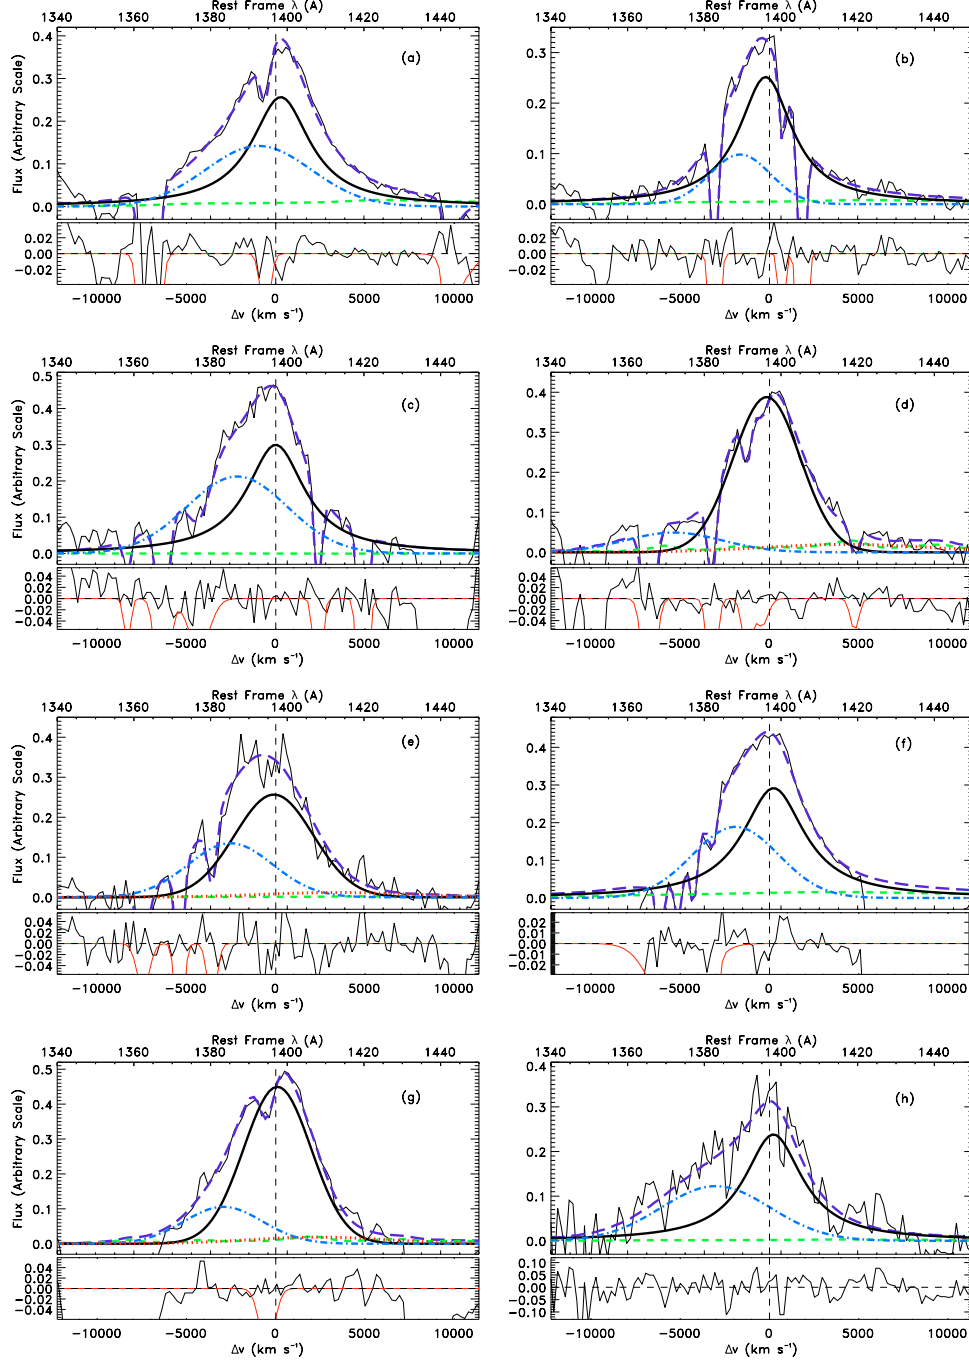 Rest Frame λ (A) Rest Frame λ (A)
1340 1360 1380 1400 1420 1440 1340 1360 1380 1400 1420 1440
Flux (Arbitrary Scale)
0.4 0.3 0.2 0.1 0.0
(a)
0.3 0.2 0.1 0.0
(b)
0.02 0.00 −0.02
0.02 0.00 −0.02
−10000 −5000 0 5000 10000 −10000 −5000 0 5000 10000
Δv (km s⁻¹) Δv (km s⁻¹)
Rest Frame λ (A) Rest Frame λ (A)
1340 1360 1380 1400 1420 1440 1340 1360 1380 1400 1420 1440
Flux (Arbitrary Scale)
0.5 0.4 0.3 0.2 0.1 0.0
(c)
0.4 0.3 0.2 0.1 0.0
(d)
0.04 0.02 0.00 −0.02 −0.04
0.04 0.02 0.00 −0.02 −0.04
−10000 −5000 0 5000 10000 −10000 −5000 0 5000 10000
Δv (km s⁻¹) Δv (km s⁻¹)
Rest Frame λ (A) Rest Frame λ (A)
1340 1360 1380 1400 1420 1440 1340 1360 1380 1400 1420 1440
Flux (Arbitrary Scale)
0.4 0.3 0.2 0.1 0.0
(e)
0.4 0.3 0.2 0.1 0.0
(f)
0.04 0.02 0.00 −0.02 −0.04
0.02 0.01 −0.00 −0.01 −0.02
−10000 −5000 0 5000 10000 −10000 −5000 0 5000 10000
Δv (km s⁻¹) Δv (km s⁻¹)
Rest Frame λ (A) Rest Frame λ (A)
1340 1360 1380 1400 1420 1440 1340 1360 1380 1400 1420 1440
Flux (Arbitrary Scale)
0.5 0.4 0.3 0.2 0.1 0.0
(g)
0.4 0.3 0.2 0.1 0.0
(h)
0.04 0.02 0.00 −0.02 −0.04
0.10 0.05 0.00 −0.05 −0.10
−10000 −5000 0 5000 10000 −10000 −5000 0 5000 10000
Δv (km s⁻¹) Δv (km s⁻¹)